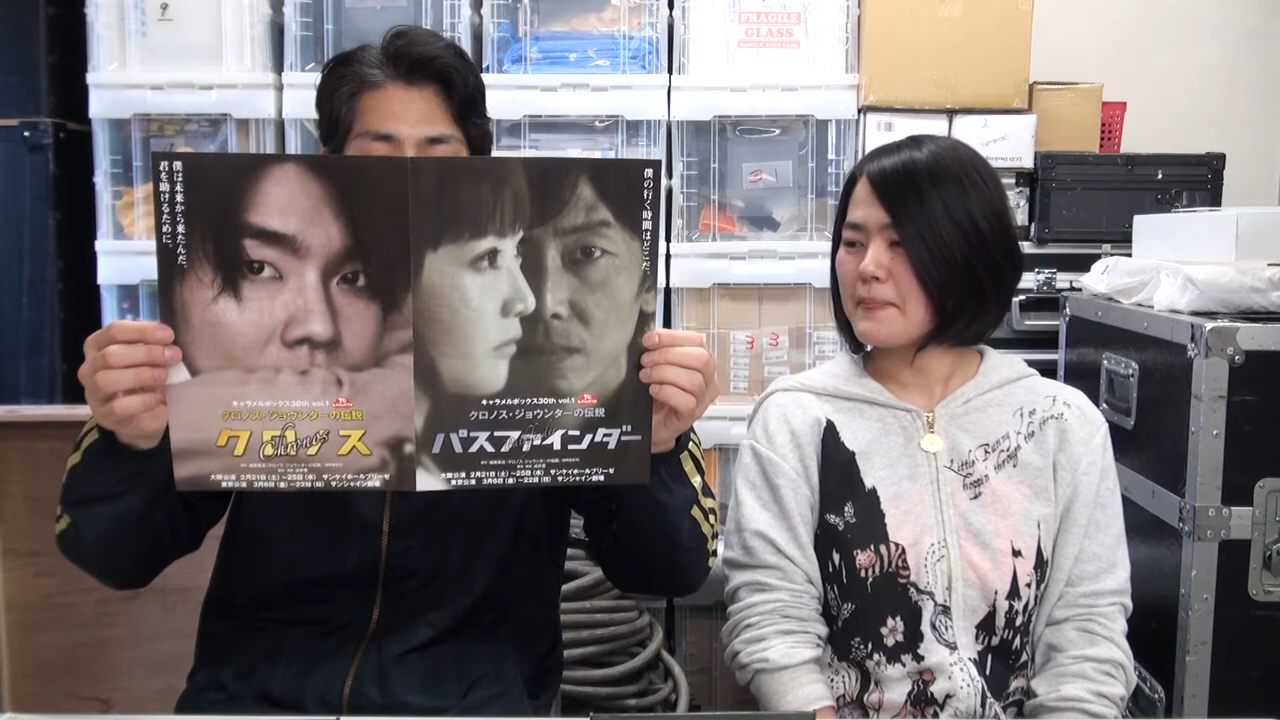 9
FRAGILE
GLASS
HANDLE WITH CARE
3
3
3
僕は未来から来たんだ。
君を助けるために。
キャラメルボックス30th vol.1
クロノス・ジョウンターの伝説
クロノス
Chronos
大阪公演 2月21日(土)~25日(水) サンケイホールブリーゼ
東京公演 3月6日(金)~22日(日) サンシャイン劇場
僕の行く時間はどこだ。
キャラメルボックス30th vol.1
クロノス・ジョウンターの伝説
パスファインダー
大阪公演 2月21日(土)~25日(水) サンケイホールブリーゼ
東京公演 3月6日(金)~22日(日) サンシャイン劇場
Little Bunny Foo Foo,
hoppin' through the forest.